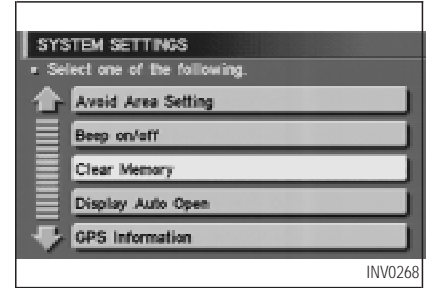 SYSTEM SETTINGS
▪ Select one of the following.
Avoid Area Setting
Beep on/off
Clear Memory
Display Auto Open
GPS Information
INV0268